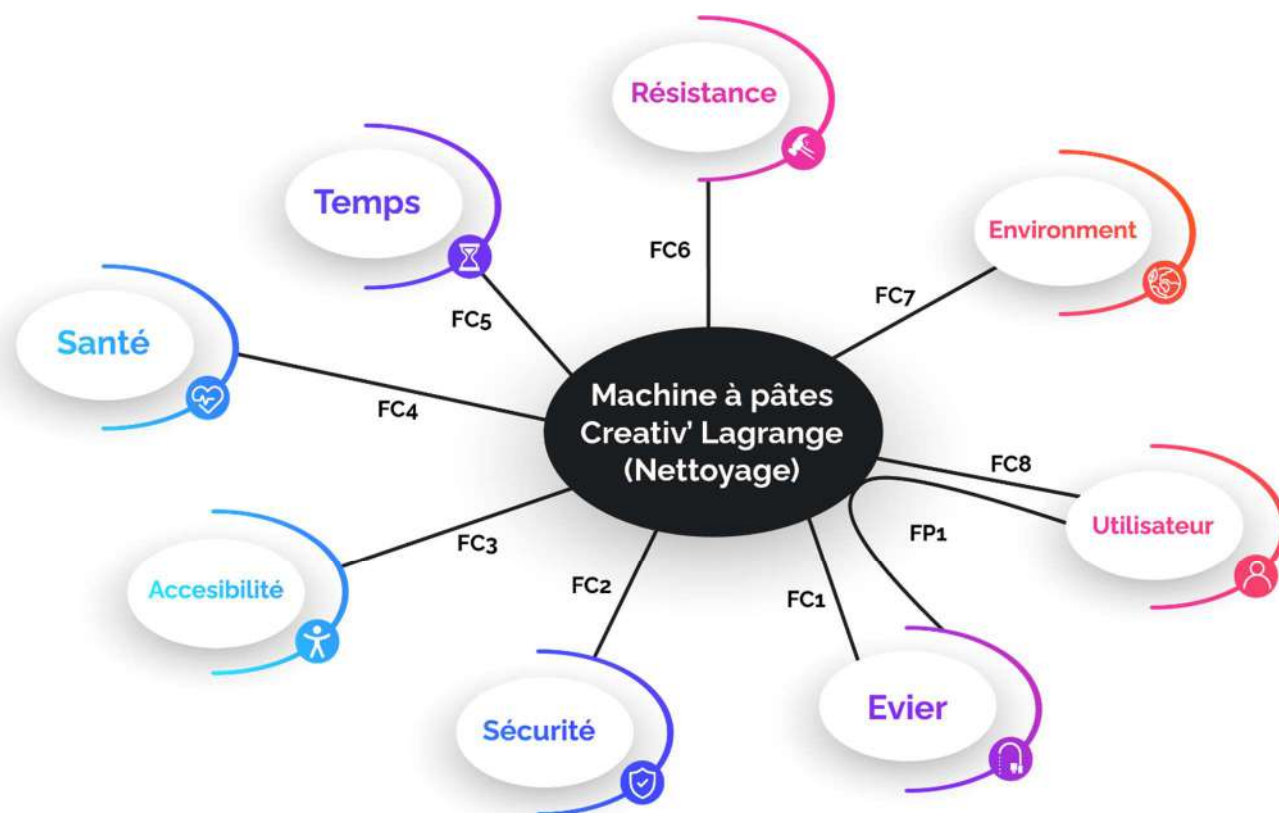 Résistance
Temps
Environment
FC6
FC7
FC5
Santé
Machine à pâtes
Creativ’ Lagrange
(Nettoyage)
FC4
FC8
Utilisateur
FP1
FC3
FC2
FC1
Accesibilité
Evier
Sécurité